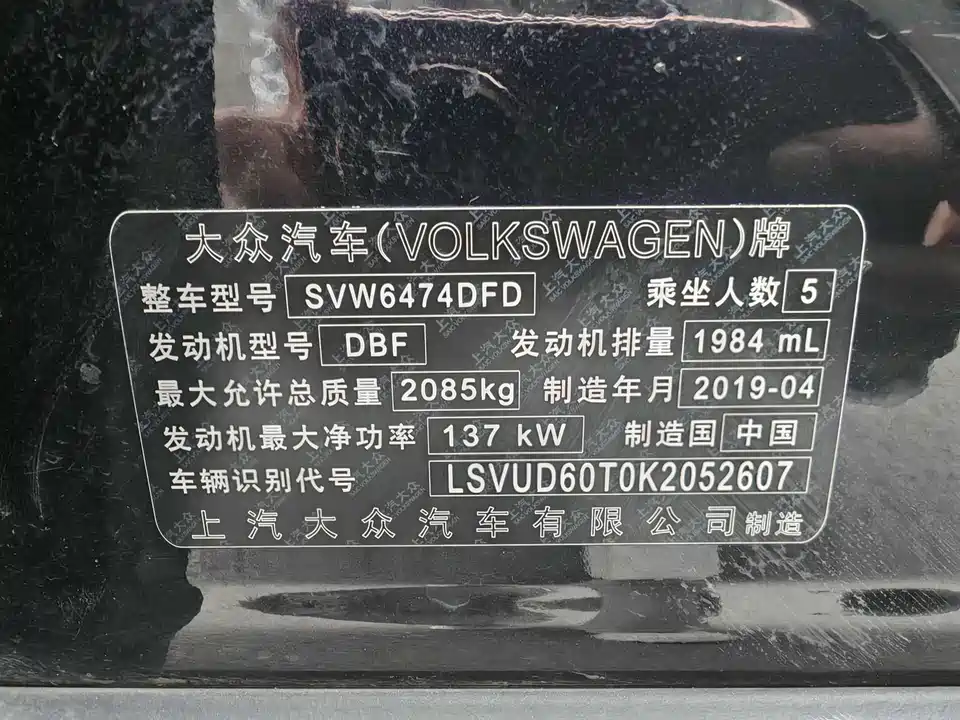 大众汽车(VOLKSWAGEN)牌
整车型号 SVW6474DFD 乘坐人数 5
发动机型号 DBF 发动机排量 1984 mL
最大允许总质量 2085kg 制造年月 2019-04
发动机最大净功率 137 kW 制造国 中国
车辆识别代号 LSVUD60T0K2052607
上汽大众汽车有限公司制造